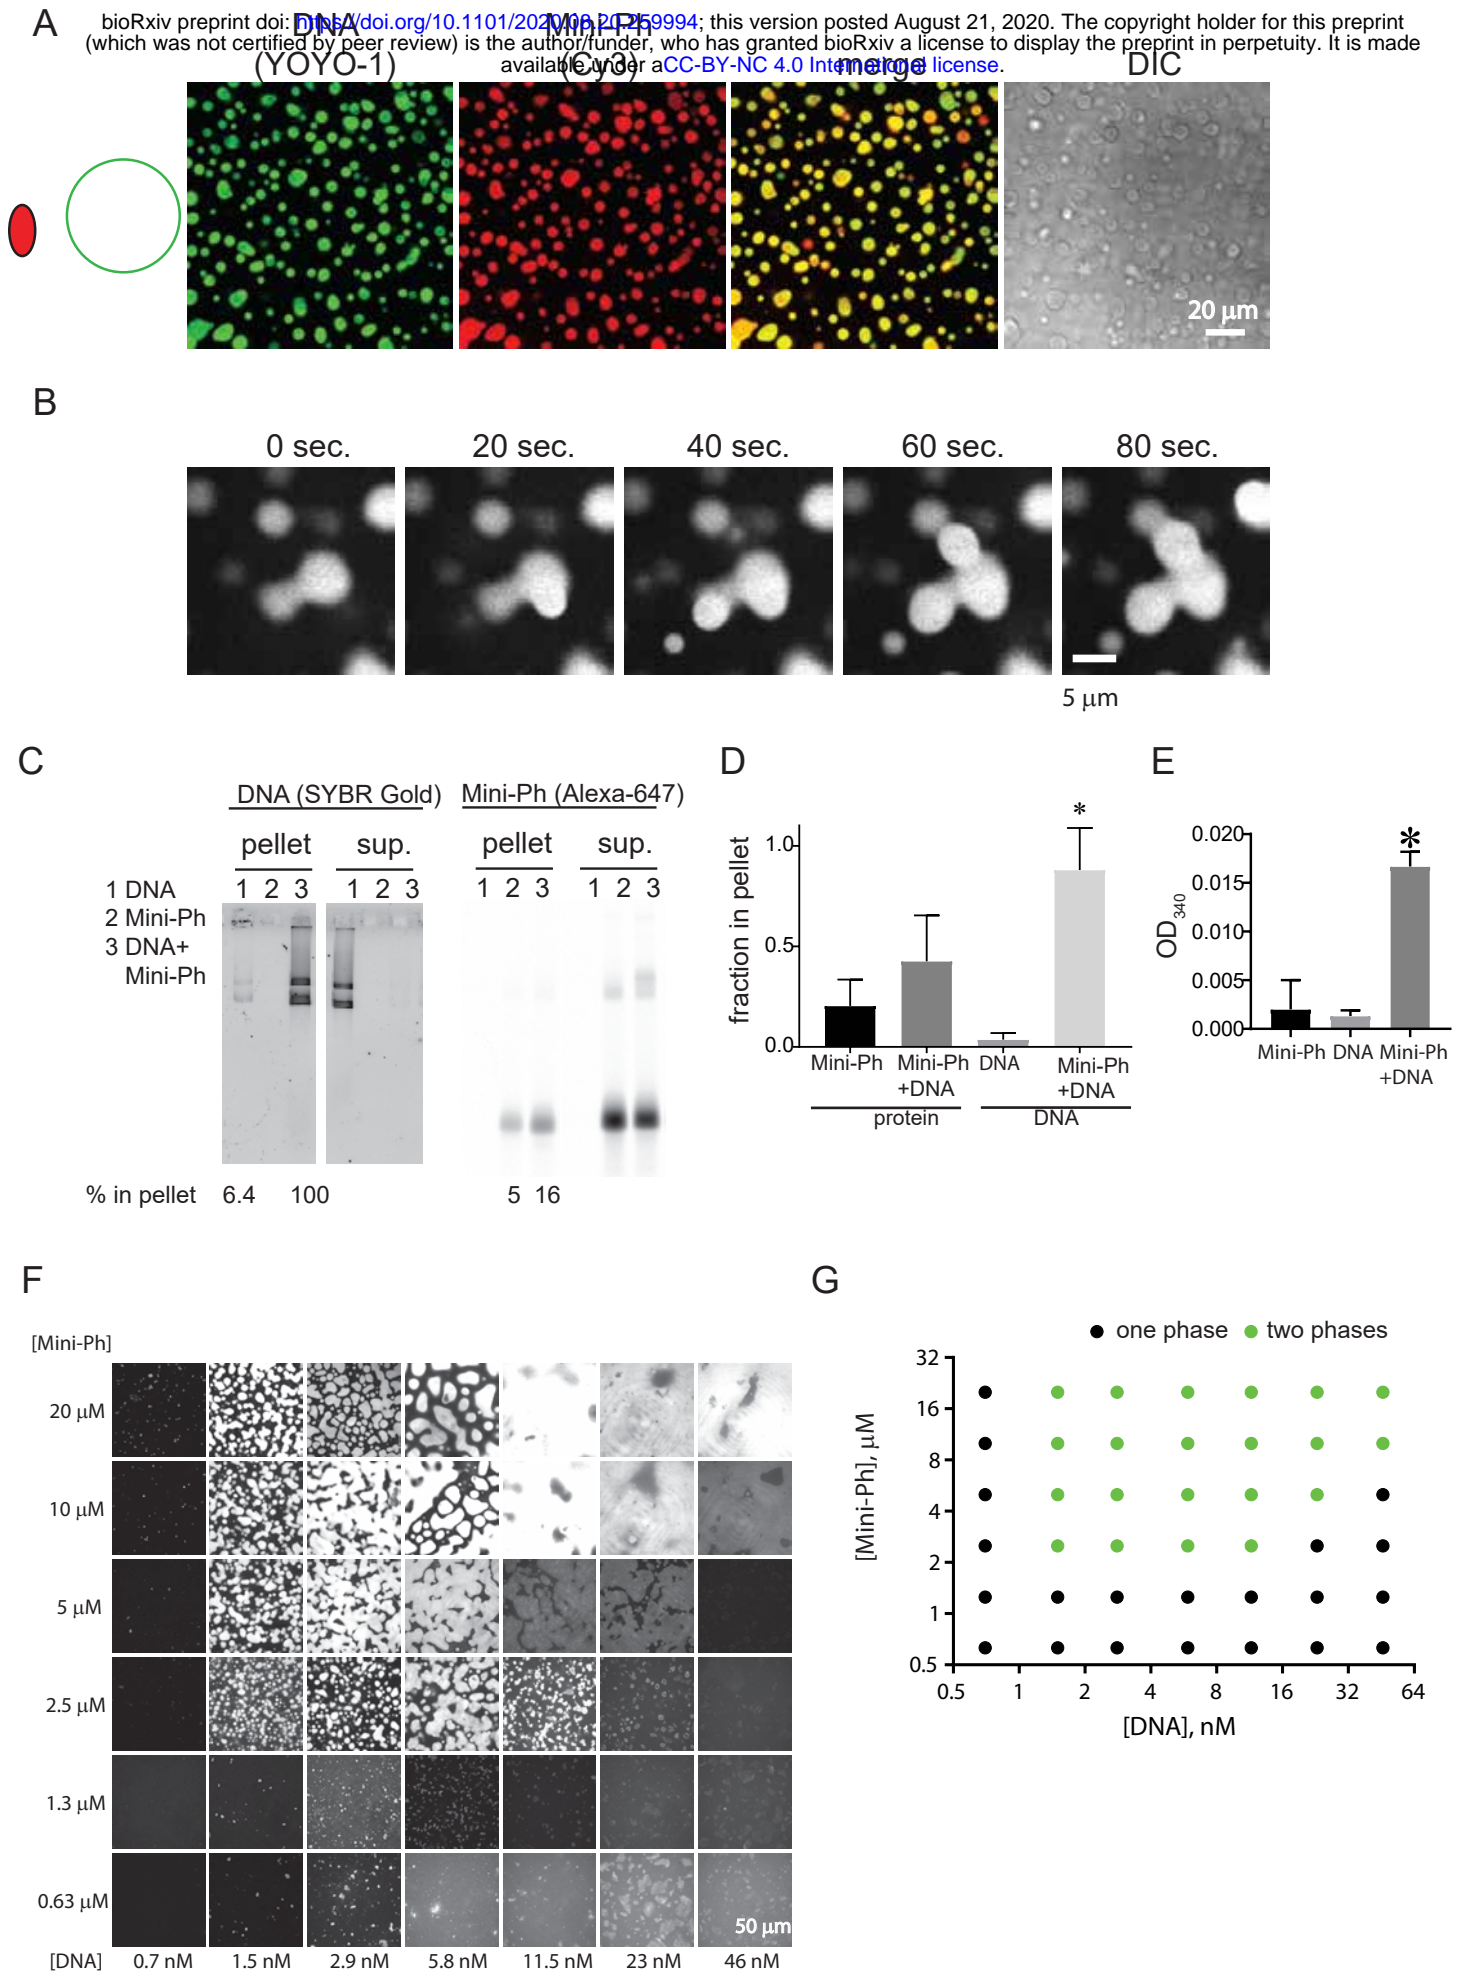 A
bioRxiv preprint doi: https://doi.org/10.1101/2020.08.20.259994; this version posted August 21, 2020. The copyright holder for this preprint
(which was not certified by peer review) is the author/funder, who has granted bioRxiv a license to display the preprint in perpetuity. It is made
available under aCC-BY-NC 4.0 International license.
DNA
(YOYO-1)
Mini-Ph
(Cy3)
merge
DIC
20 µm
B
0 sec.
20 sec.
40 sec.
60 sec.
80 sec.
5 µm
C
DNA (SYBR Gold)
Mini-Ph (Alexa-647)
pellet sup. pellet sup.
1 2 3 1 2 3 1 2 3 1 2 3
1 DNA
2 Mini-Ph
3 DNA+
Mini-Ph
% in pellet 6.4 100 5 16
D
fraction in pellet
1.0
0.5
0.0
*
Mini-Ph
Mini-Ph
+DNA
DNA
Mini-Ph
+DNA
protein
DNA
E
OD340
0.020
0.015
0.010
0.005
0.000
*
Mini-Ph
DNA
Mini-Ph
+DNA
F
[Mini-Ph]
20 µM
10 µM
5 µM
2.5 µM
1.3 µM
0.63 µM
50 µm
[DNA] 0.7 nM 1.5 nM 2.9 nM 5.8 nM 11.5 nM 23 nM 46 nM
G
one phase
two phases
[Mini-Ph], µM
32
16
8
4
2
1
0.5
0.5 1 2 4 8 16 32 64
[DNA], nM